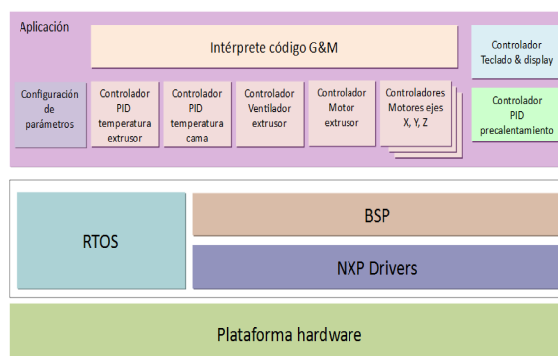 Aplicación
Intérprete código G&M
Controlador
Teclado & display
Configuración
de
parámetros
Controlador
PID
temperatura
extrusor
Controlador
PID
temperatura
cama
Controlador
Ventilador
extrusor
Controlador
Motor
extrusor
Controladores
Motores ejes
X, Y, Z
Controlador
PID
precalentamiento
RTOS
BSP
NXP Drivers
Plataforma hardware